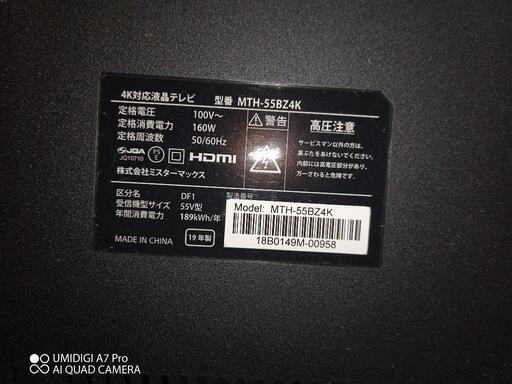 4K対応液晶テレビ 型番 MTH-55BZ4K
定格電圧 100V～
定格消費電力 160W
定格周波数 50/60Hz
JQA
JQ10710
PS
E
HDMI
株式会社ミスターマックス
警告
高圧注意
サービスマン以外の方は、
裏ぶたをあけないでください。
内部には高電圧部分があり、
万一さわると危険です。
区分名 DF1
受信機型サイズ 55V型
年間消費電力 189kWh/年
製造番号
Model: MTH-55BZ4K
18B0149M-00958
MADE IN CHINA
19年製
UMIDIGI A7 Pro
AI QUAD CAMERA